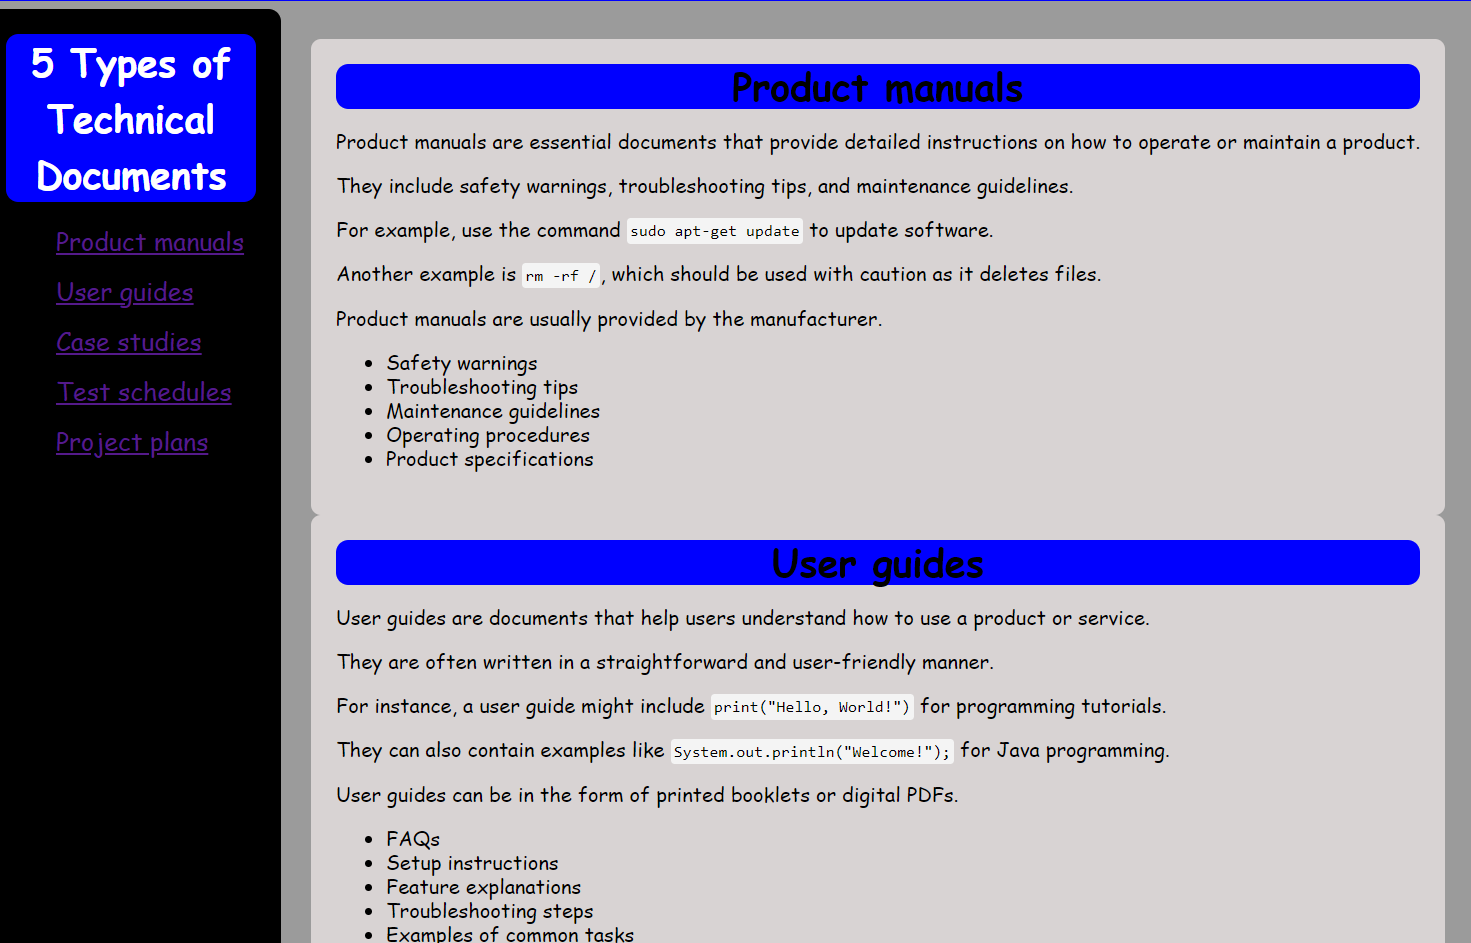 5 Types of
Technical
Documents
Product manuals
User guides
Case studies
Test schedules
Project plans
Product manuals
Product manuals are essential documents that provide detailed instructions on how to operate or maintain a product.
They include safety warnings, troubleshooting tips, and maintenance guidelines.
For example, use the command sudo apt-get update to update software.
Another example is rm -rf /, which should be used with caution as it deletes files.
Product manuals are usually provided by the manufacturer.
• Safety warnings
• Troubleshooting tips
• Maintenance guidelines
• Operating procedures
• Product specifications
User guides
User guides are documents that help users understand how to use a product or service.
They are often written in a straightforward and user-friendly manner.
For instance, a user guide might include print("Hello, World!") for programming tutorials.
They can also contain examples like System.out.println("Welcome!"); for Java programming.
User guides can be in the form of printed booklets or digital PDFs.
• FAQs
• Setup instructions
• Feature explanations
• Troubleshooting steps
• Examples of common tasks